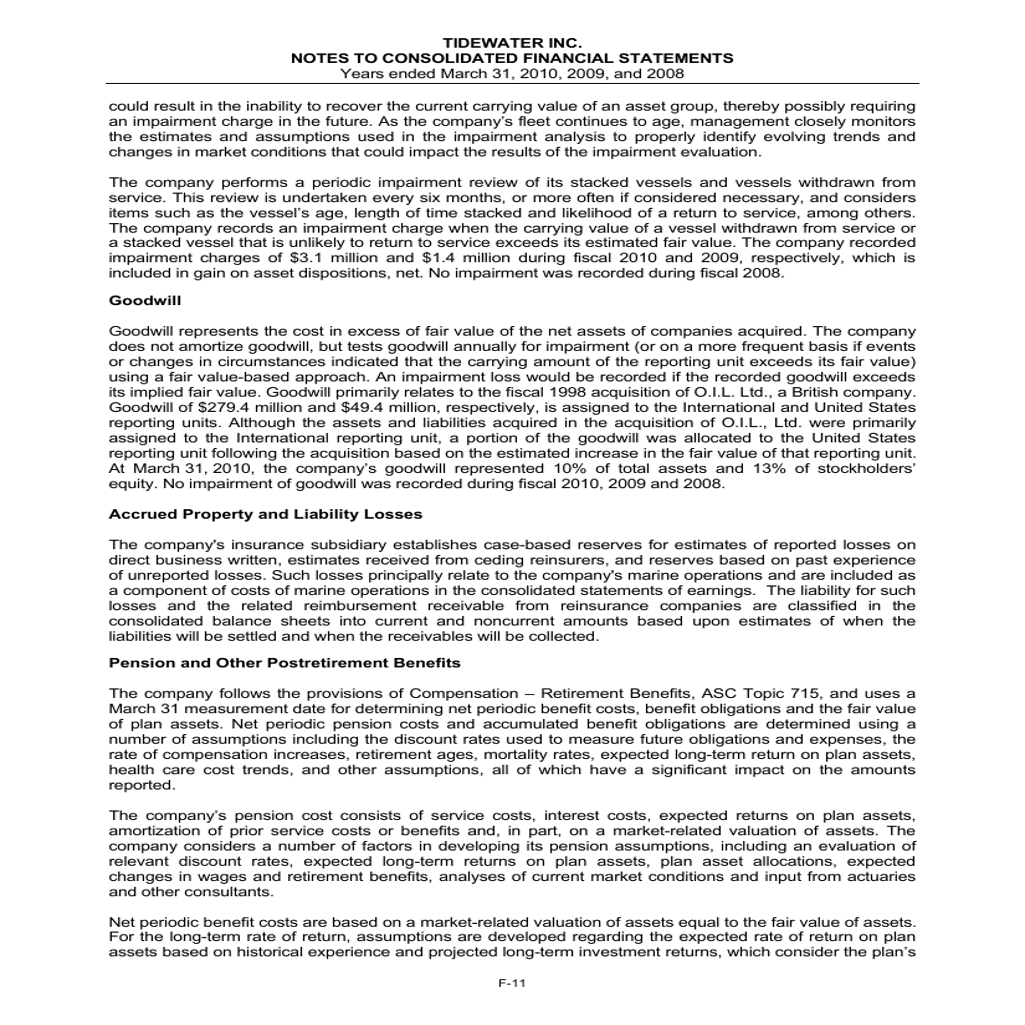 TIDEWATER INC.
NOTES TO CONSOLIDATED FINANCIAL STATEMENTS
Years ended March 31, 2010, 2009, and 2008
could result in the inability to recover the current carrying value of an asset group, thereby possibly requiring
an impairment charge in the future. As the company’s fleet continues to age, management closely monitors
the estimates and assumptions used in the impairment analysis to properly identify evolving trends and
changes in market conditions that could impact the results of the impairment evaluation.
The company performs a periodic impairment review of its stacked vessels and vessels withdrawn from
service. This review is undertaken every six months, or more often if considered necessary, and considers
items such as the vessel’s age, length of time stacked and likelihood of a return to service, among others.
The company records an impairment charge when the carrying value of a vessel withdrawn from service or
a stacked vessel that is unlikely to return to service exceeds its estimated fair value. The company recorded
impairment charges of $3.1 million and $1.4 million during fiscal 2010 and 2009, respectively, which is
included in gain on asset dispositions, net. No impairment was recorded during fiscal 2008.
Goodwill
Goodwill represents the cost in excess of fair value of the net assets of companies acquired. The company
does not amortize goodwill, but tests goodwill annually for impairment (or on a more frequent basis if events
or changes in circumstances indicated that the carrying amount of the reporting unit exceeds its fair value)
using a fair value-based approach. An impairment loss would be recorded if the recorded goodwill exceeds
its implied fair value. Goodwill primarily relates to the fiscal 1998 acquisition of O.I.L. Ltd., a British company.
Goodwill of $279.4 million and $49.4 million, respectively, is assigned to the International and United States
reporting units. Although the assets and liabilities acquired in the acquisition of O.I.L., Ltd. were primarily
assigned to the International reporting unit, a portion of the goodwill was allocated to the United States
reporting unit following the acquisition based on the estimated increase in the fair value of that reporting unit.
At March 31, 2010, the company’s goodwill represented 10% of total assets and 13% of stockholders’
equity. No impairment of goodwill was recorded during fiscal 2010, 2009 and 2008.
Accrued Property and Liability Losses
The company's insurance subsidiary establishes case-based reserves for estimates of reported losses on
direct business written, estimates received from ceding reinsurers, and reserves based on past experience
of unreported losses. Such losses principally relate to the company's marine operations and are included as
a component of costs of marine operations in the consolidated statements of earnings.  The liability for such
losses and the related reimbursement receivable from reinsurance companies are classified in the
consolidated balance sheets into current and noncurrent amounts based upon estimates of when the
liabilities will be settled and when the receivables will be collected.
Pension and Other Postretirement Benefits
The company follows the provisions of Compensation – Retirement Benefits, ASC Topic 715, and uses a
March 31 measurement date for determining net periodic benefit costs, benefit obligations and the fair value
of plan assets. Net periodic pension costs and accumulated benefit obligations are determined using a
number of assumptions including the discount rates used to measure future obligations and expenses, the
rate of compensation increases, retirement ages, mortality rates, expected long-term return on plan assets,
health care cost trends, and other assumptions, all of which have a significant impact on the amounts
reported.
The company’s pension cost consists of service costs, interest costs, expected returns on plan assets,
amortization of prior service costs or benefits and, in part, on a market-related valuation of assets. The
company considers a number of factors in developing its pension assumptions, including an evaluation of
relevant discount rates, expected long-term returns on plan assets, plan asset allocations, expected
changes in wages and retirement benefits, analyses of current market conditions and input from actuaries
and other consultants.
Net periodic benefit costs are based on a market-related valuation of assets equal to the fair value of assets.
For the long-term rate of return, assumptions are developed regarding the expected rate of return on plan
assets based on historical experience and projected long-term investment returns, which consider the plan’s
F-11